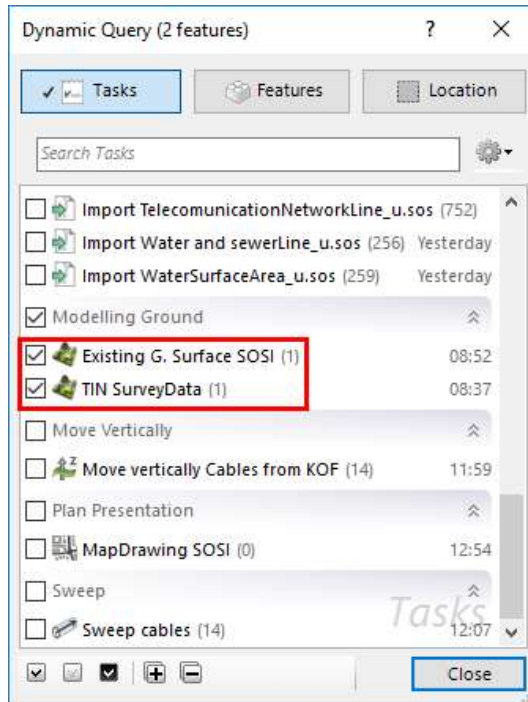 Dynamic Query (2 features) ?
Tasks Features Location
Search Tasks
Import TelecomunicationNetworkLine_u.sos (752)
Import Water and sewerLine_u.sos (256) Yesterday
Import WaterSurfaceArea_u.sos (259) Yesterday
Modelling Ground
Existing G. Surface SOSI (1) 08:52
TIN SurveyData (1) 08:37
Move Vertically
Move vertically Cables from KOF (14) 11:59
Plan Presentation
MapDrawing SOSI (0) 12:54
Sweep
Tasks
Sweep cables (14) 12:07
Close